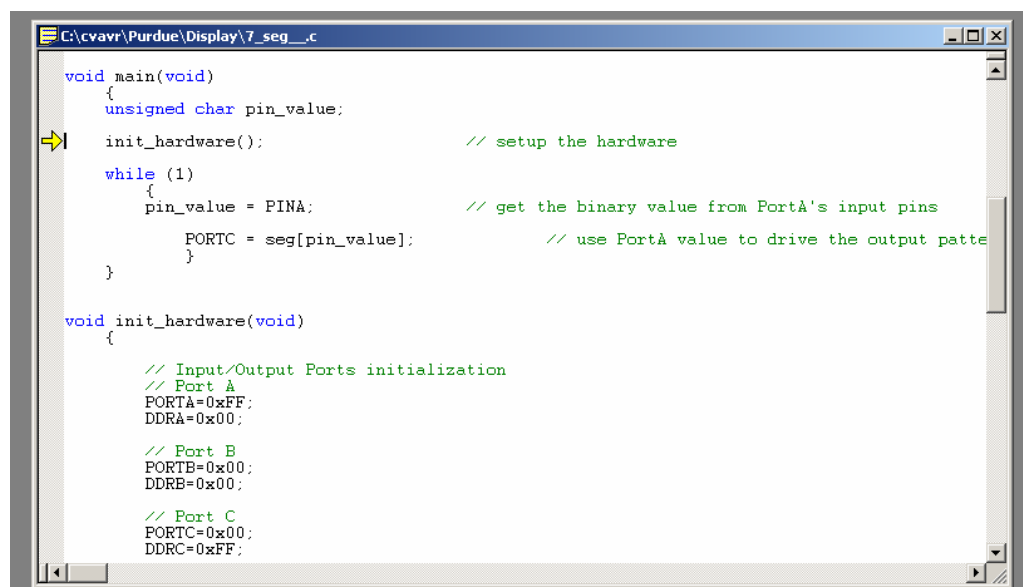 C:\cvavr\Purdue\Display\7_seg__.c
void main(void)
{
unsigned char pin_value;
init_hardware(); // setup the hardware
while (1)
{
pin_value = PINA; // get the binary value from PortA's input pins
PORTC = seg[pin_value]; // use PortA value to drive the output patte
}
}
void init_hardware(void)
{
// Input/Output Ports initialization
// Port A
PORTA=0xFF;
DDRA=0x00;
// Port B
PORTB=0x00;
DDRB=0x00;
// Port C
PORTC=0x00;
DDRC=0xFF;